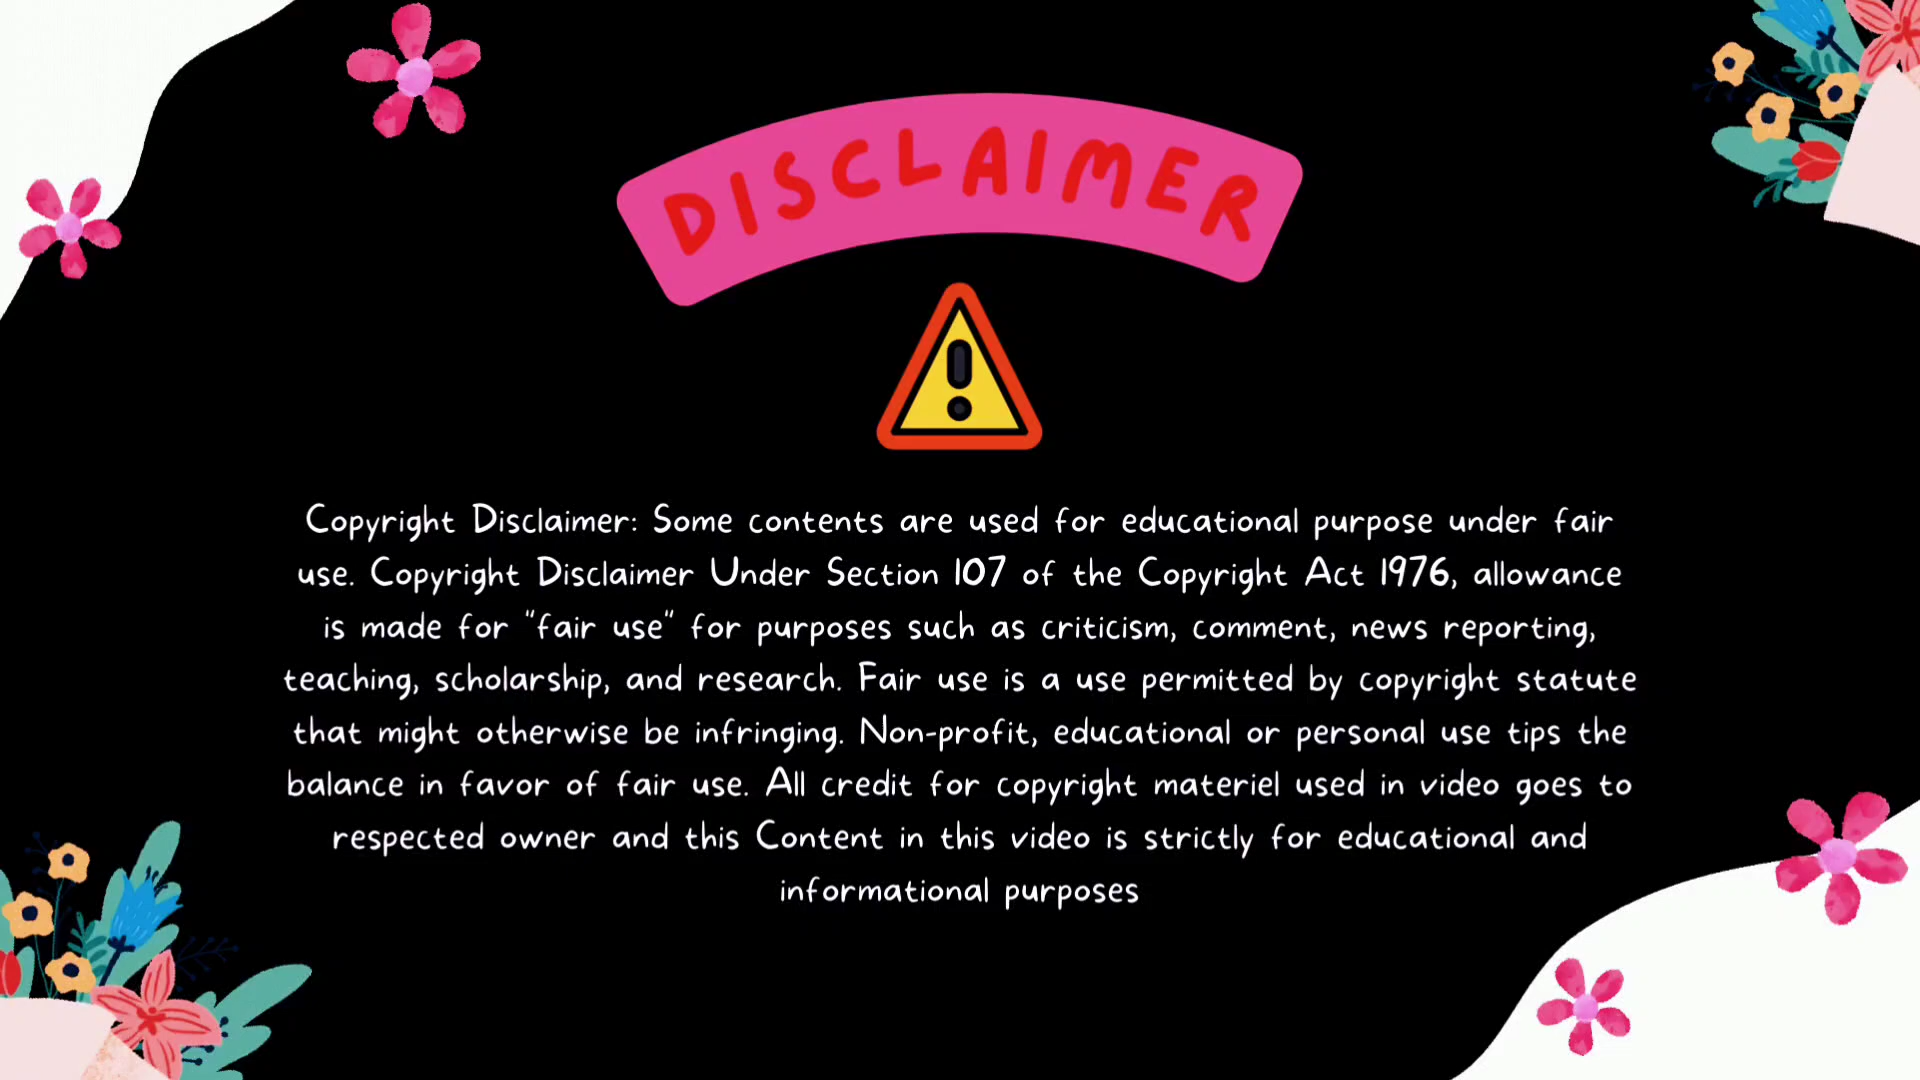 DISCLAIMER
Copyright Disclaimer: Some contents are used for educational purpose under fair
use. Copyright Disclaimer Under Section 107 of the Copyright Act 1976, allowance
is made for "fair use" for purposes such as criticism, comment, news reporting,
teaching, scholarship, and research. Fair use is a use permitted by copyright statute
that might otherwise be infringing. Non-profit, educational or personal use tips the
balance in favor of fair use. All credit for copyright materiel used in video goes to
respected owner and this Content in this video is strictly for educational and
informational purposes